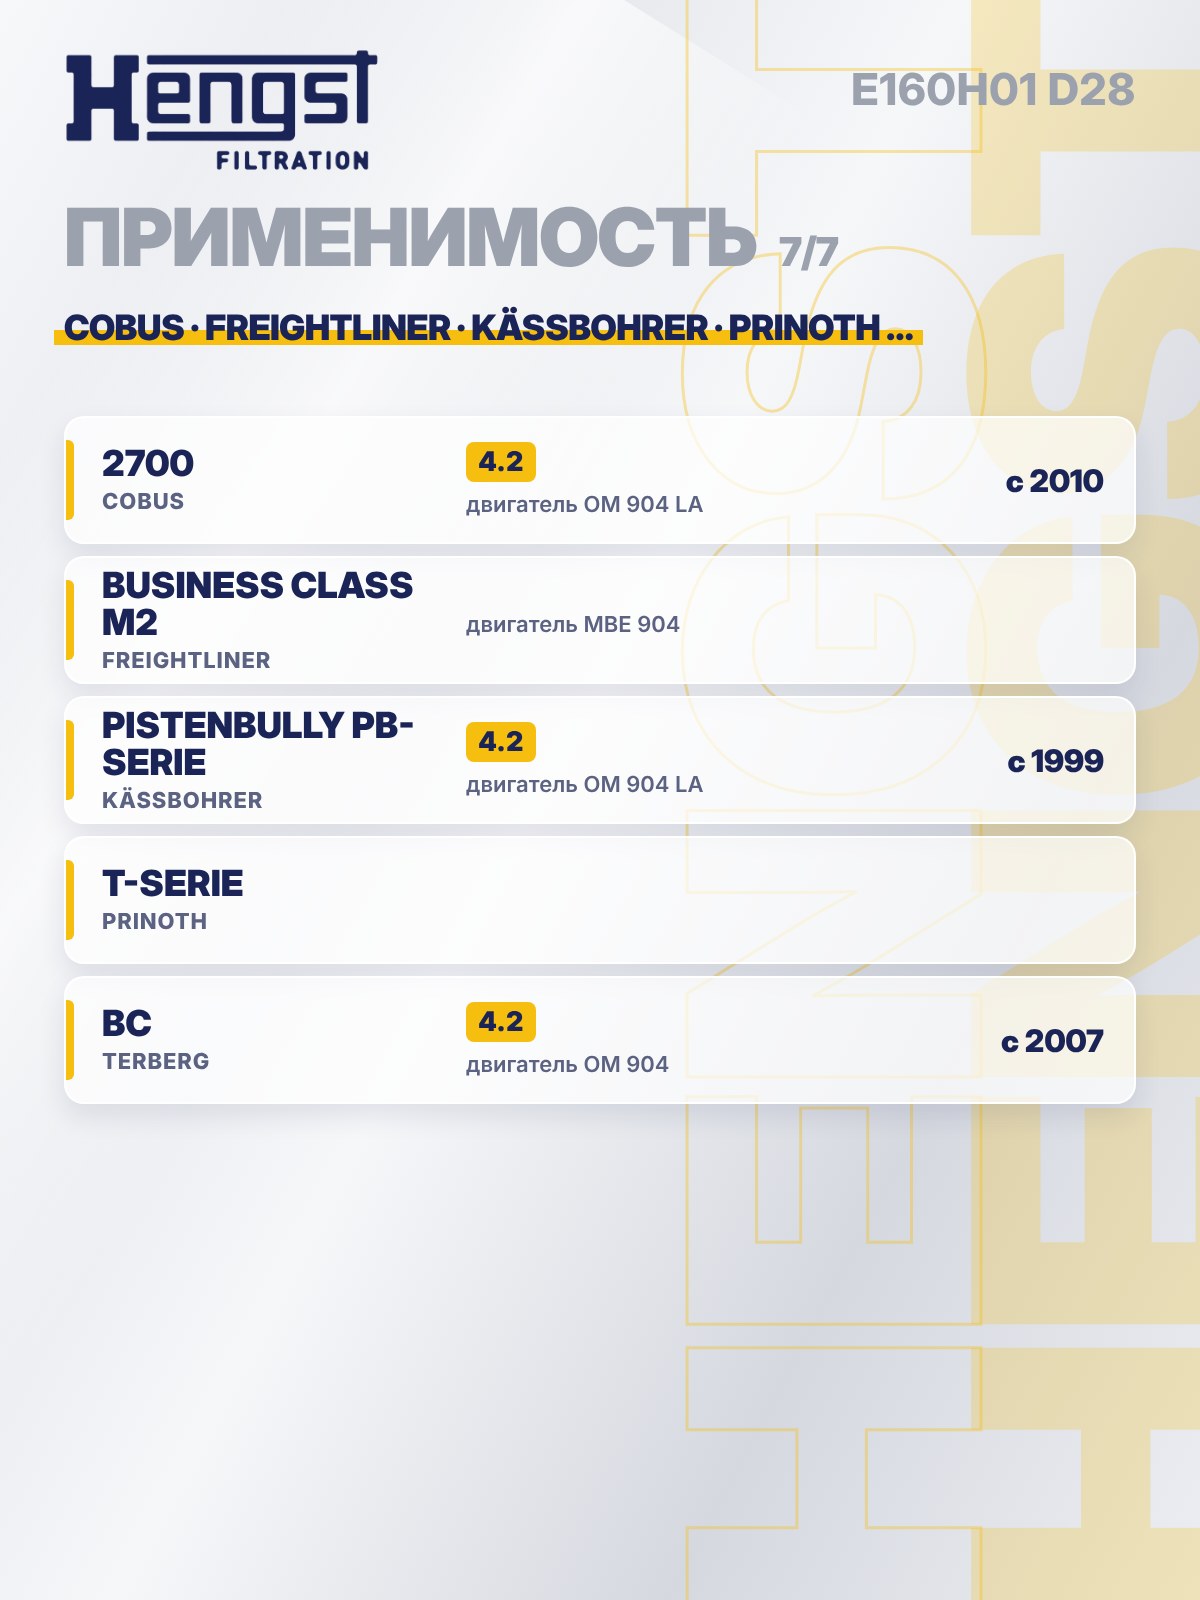 Hengst
FILTRATION
E160H01 D28
ПРИМЕНИМОСТЬ 7/7
COBUS · FREIGHTLINER · KÄSSBOHRER · PRINOTH ...
2700
COBUS
4.2
двигатель OM 904 LA
с 2010
BUSINESS CLASS
M2
FREIGHTLINER
двигатель MBE 904
PISTENBULLY PB-
SERIE
KÄSSBOHRER
4.2
двигатель OM 904 LA
с 1999
T-SERIE
PRINOTH
BC
TERBERG
4.2
двигатель OM 904
с 2007
HENGST
HENGST